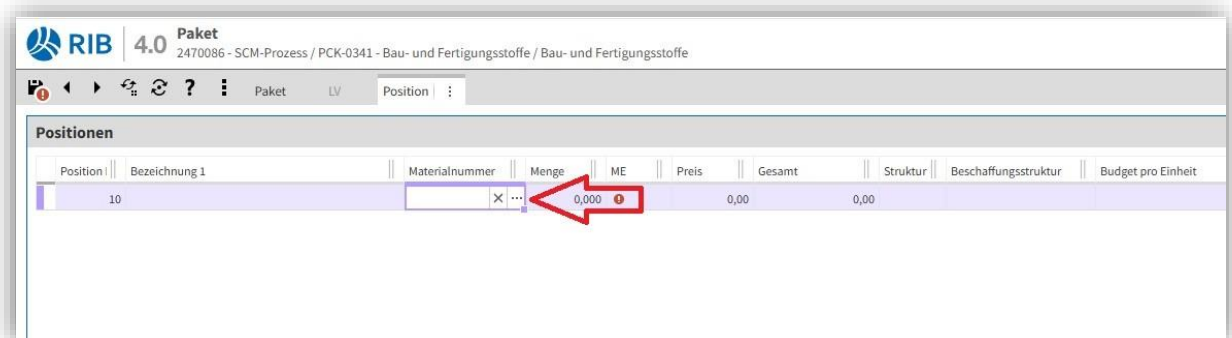 RIB 4.0 Paket
2470086 - SCM-Prozess / PCK-0341 - Bau- und Fertigungsstoffe / Bau- und Fertigungsstoffe
? Paket LV Position
Positionen
Position Bezeichnung 1 Materialnummer Menge ME Preis Gesamt Struktur Beschaffungsstruktur Budget pro Einheit
10 0,000 0,00 0,00